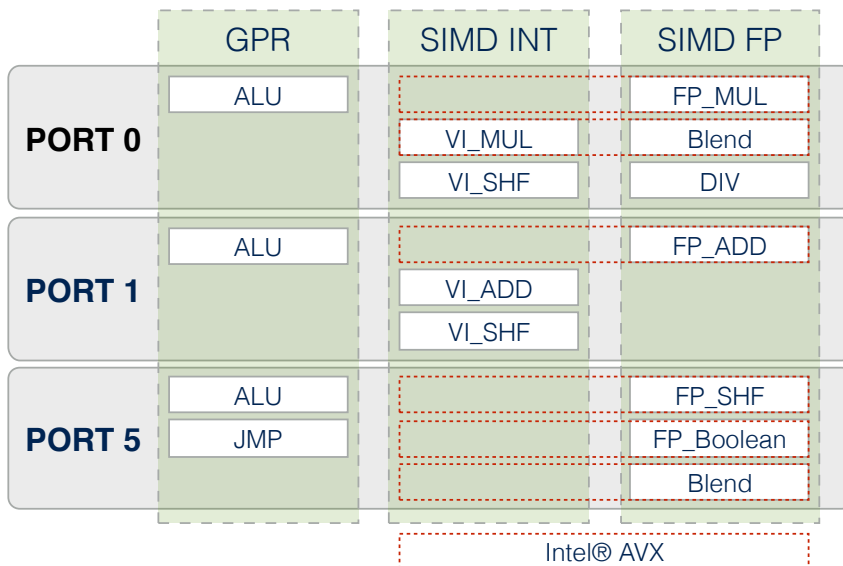 GPR SIMD INT SIMD FP
PORT 0
ALU FP_MUL
VI_MUL Blend
VI_SHF DIV
PORT 1
ALU FP_ADD
VI_ADD
VI_SHF
PORT 5
ALU FP_SHF
JMP FP_Boolean
Blend
Intel® AVX